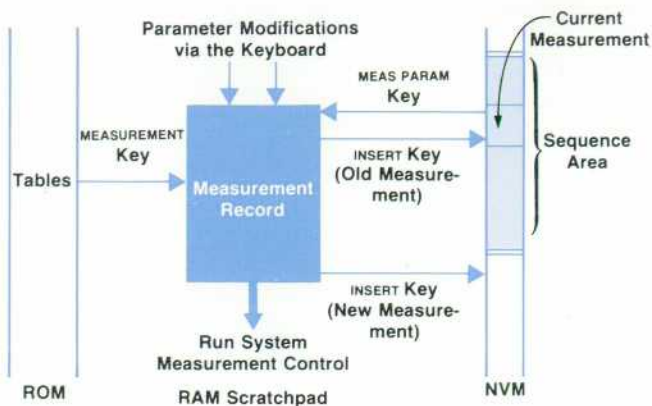 Parameter Modifications
via the Keyboard
Current
Measurement
MEAS PARAM
Key
MEASUREMENT
Key
Sequence
Area
Tables
Measurement
Record
INSERT Key
(Old Measure-
ment)
INSERT Key
(New Measure-
ment)
Run System
Measurement Control
ROM
RAM Scratchpad
NVM